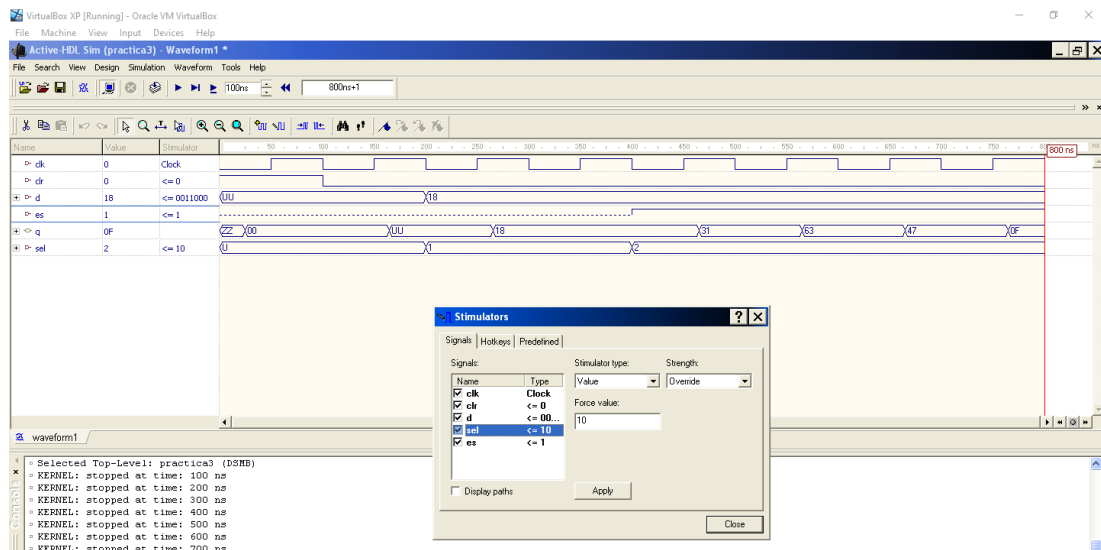 VirtualBox XP [Running] - Oracle VM VirtualBox
File Machine View Input Devices Help
Active-HDL Sim (practica3) - Waveform1 *
File Search View Design Simulation Waveform Tools Help
100ns 800ns+1
Name Value Stimulator 50 100 150 200 250 300 350 400 450 500 550 600 650 700 750 ns
800 ns
clk 0 Clock
clr 0 <= 0
d 18 <= 0011000 UU 18
es 1 <= 1
q 0F ZZ 00 UU 18 31 63 47 0F
sel 2 <= 10 U 1 2
Stimulators
Signals Hotkeys Predefined
Signals: Stimulator type: Strength:
Name Type Value Override
clk Clock
clr <= 0 Force value:
d <= 00... 10
sel <= 10
es <= 1
Display paths Apply
Close
waveform1
Console
Selected Top-Level: practica3 (DSMB)
KERNEL: stopped at time: 100 ns
KERNEL: stopped at time: 200 ns
KERNEL: stopped at time: 300 ns
KERNEL: stopped at time: 400 ns
KERNEL: stopped at time: 500 ns
KERNEL: stopped at time: 600 ns
KERNEL: stopped at time: 700 ns